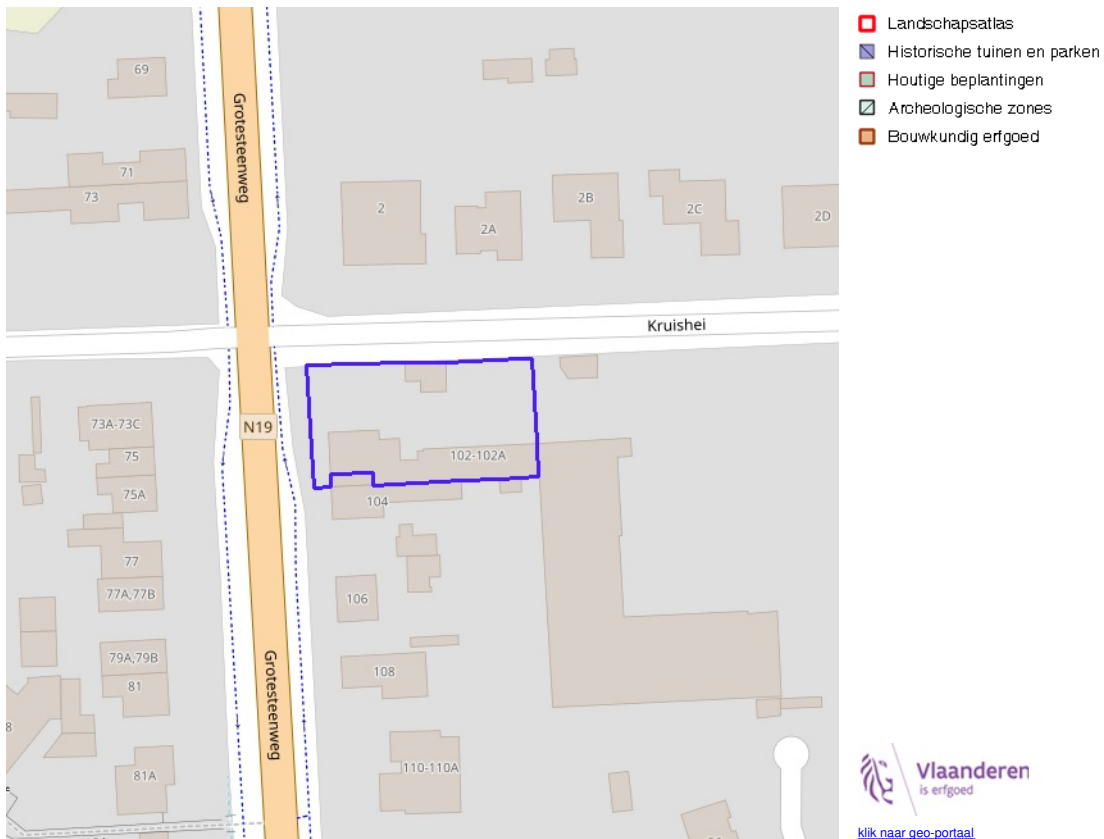 Landschapsatlas
Historische tuinen en parken
Houtige beplantingen
Archeologische zones
Bouwkundig erfgoed
69
Grotesteenweg
71
73
2
2A
2B
2C
2D
Kruishei
73A-73C
N19
75
102-102A
75A
104
77
77A,77B
106
79A,79B
Grotesteenweg
108
81
8
110-110A
81A
Vlaanderen
is erfgoed
klik naar geo-portaal